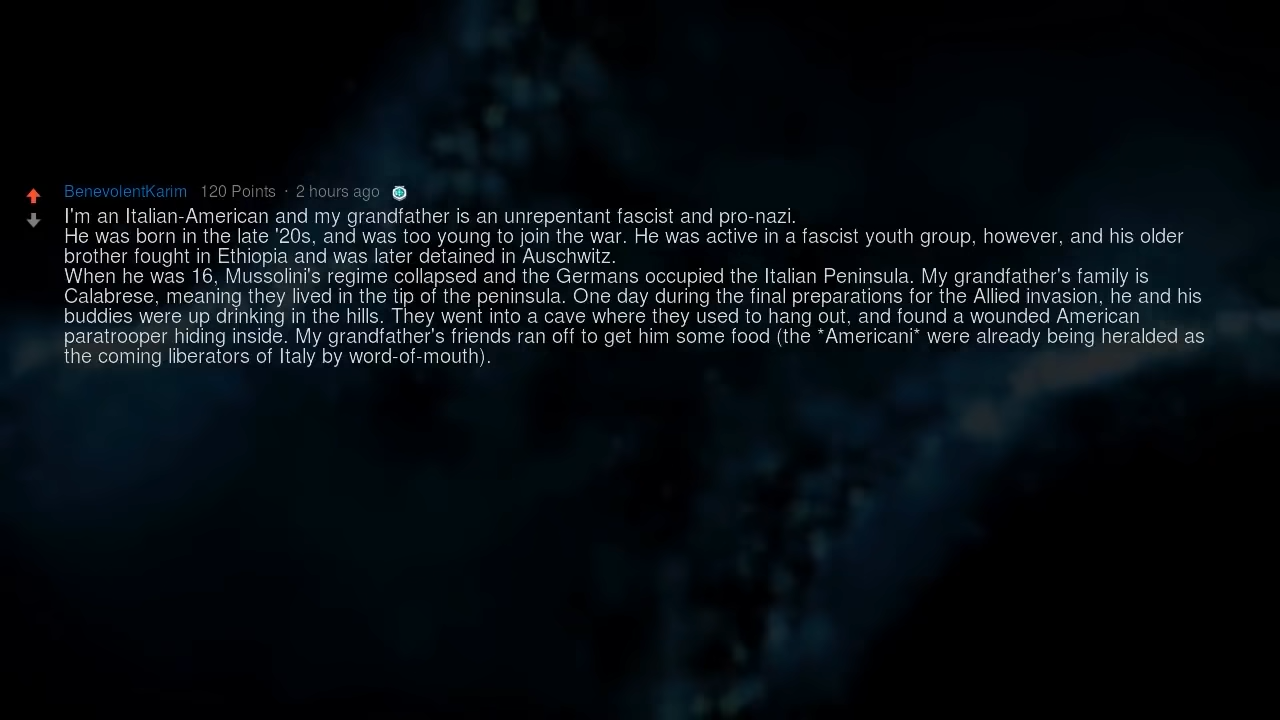 BenevolentKarim 120 Points · 2 hours ago
I'm an Italian-American and my grandfather is an unrepentant fascist and pro-nazi.
He was born in the late '20s, and was too young to join the war. He was active in a fascist youth group, however, and his older
brother fought in Ethiopia and was later detained in Auschwitz.
When he was 16, Mussolini's regime collapsed and the Germans occupied the Italian Peninsula. My grandfather's family is
Calabrese, meaning they lived in the tip of the peninsula. One day during the final preparations for the Allied invasion, he and his
buddies were up drinking in the hills. They went into a cave where they used to hang out, and found a wounded American
paratrooper hiding inside. My grandfather's friends ran off to get him some food (the *Americani* were already being heralded as
the coming liberators of Italy by word-of-mouth).